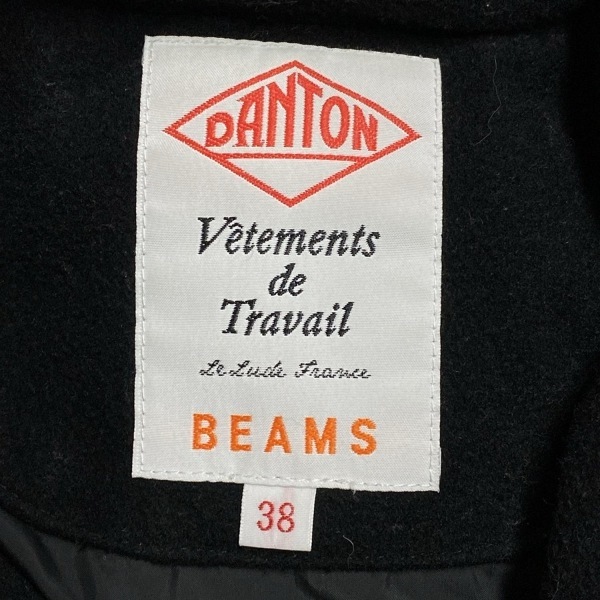 DANTON
Vêtements
de
Travail
Le Lude France
BEAMS
38